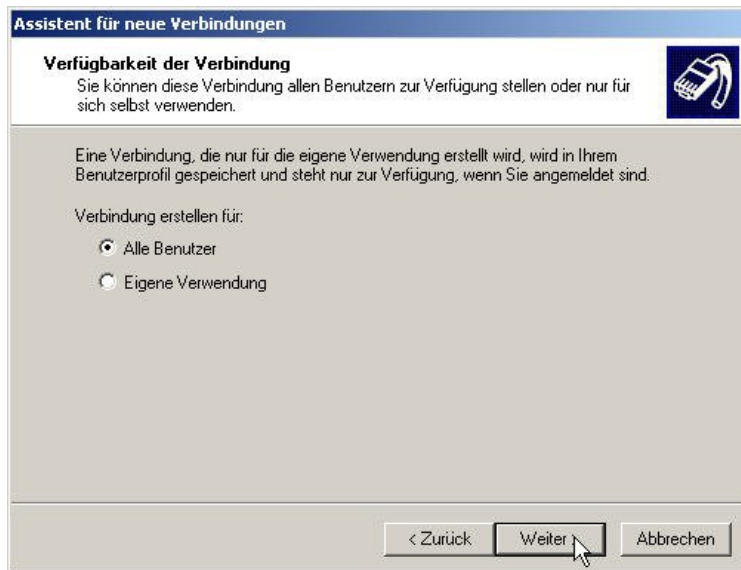 Assistent für neue Verbindungen
Verfügbarkeit der Verbindung
Sie können diese Verbindung allen Benutzern zur Verfügung stellen oder nur für
sich selbst verwenden.
Eine Verbindung, die nur für die eigene Verwendung erstellt wird, wird in Ihrem
Benutzerprofil gespeichert und steht nur zur Verfügung, wenn Sie angemeldet sind.
Verbindung erstellen für:
Alle Benutzer
Eigene Verwendung
< Zurück Weiter > Abbrechen